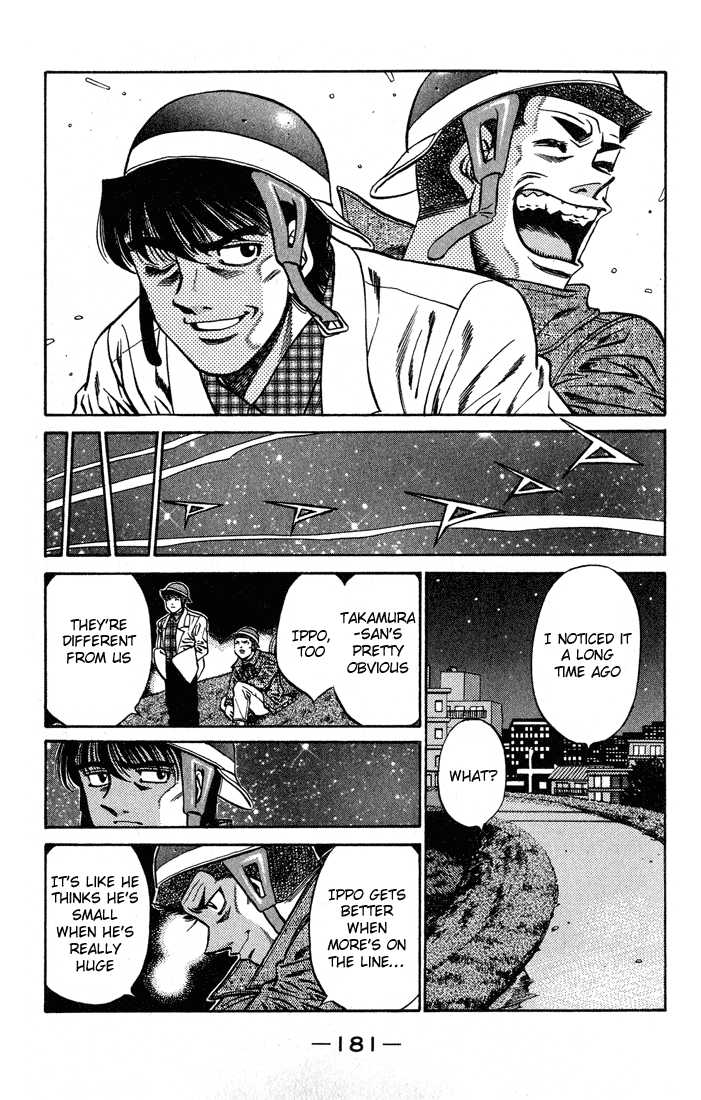 I NOTICED IT
A LONG
TIME AGO
WHAT?
TAKAMURA
-SAN'S
PRETTY
OBVIOUS
IPPO,
TOO
THEY'RE
DIFFERENT
FROM US
IPPO GETS
BETTER
WHEN
MORE'S ON
THE LINE...
IT'S LIKE HE
THINKS HE'S
SMALL
WHEN HE'S
REALLY
HUGE
—181—